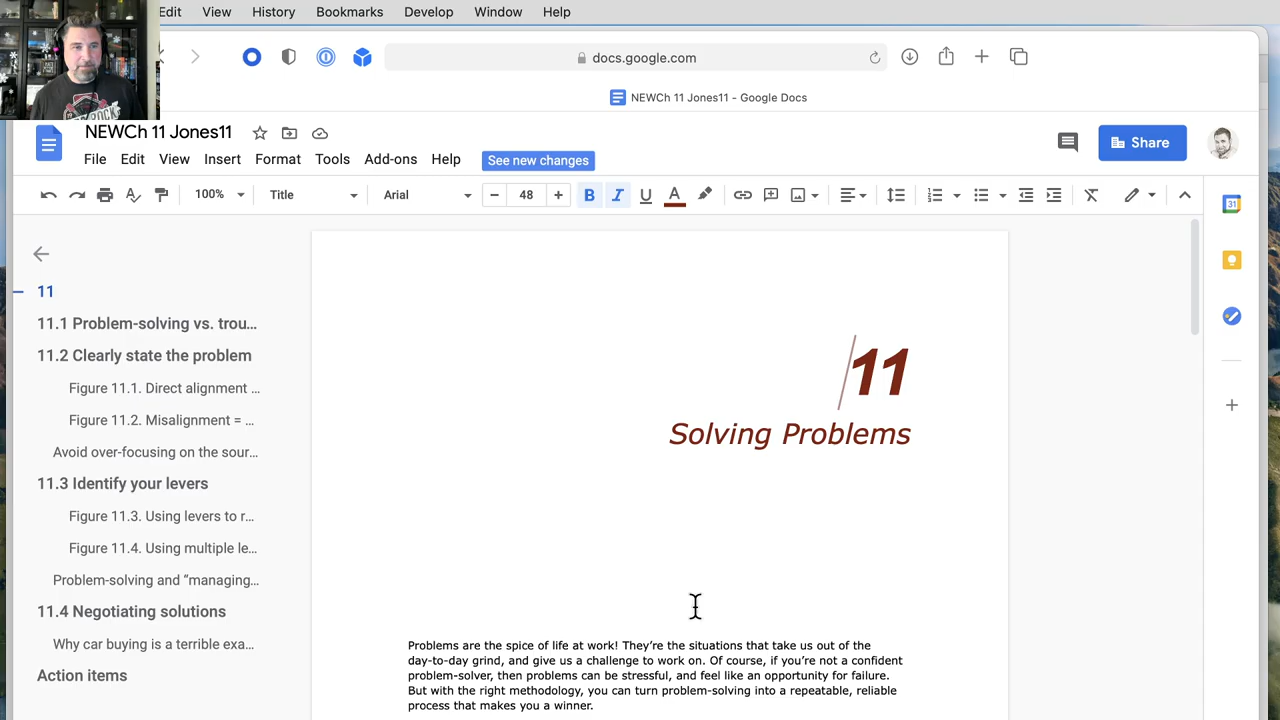 Edit View History Bookmarks Develop Window Help
docs.google.com
NEWCh 11 Jones11 - Google Docs
NEWCh 11 Jones11
File Edit View Insert Format Tools Add-ons Help See new changes
Share
100% Title Arial 48 B I U A
31
11
11.1 Problem-solving vs. trou...
11.2 Clearly state the problem
Figure 11.1. Direct alignment ...
Figure 11.2. Misalignment = ...
Avoid over-focusing on the sour...
11.3 Identify your levers
Figure 11.3. Using levers to r...
Figure 11.4. Using multiple le...
Problem-solving and “managing...
11.4 Negotiating solutions
Why car buying is a terrible exa...
Action items
11
Solving Problems
Problems are the spice of life at work! They’re the situations that take us out of the
day-to-day grind, and give us a challenge to work on. Of course, if you’re not a confident
problem-solver, then problems can be stressful, and feel like an opportunity for failure.
But with the right methodology, you can turn problem-solving into a repeatable, reliable
process that makes you a winner.